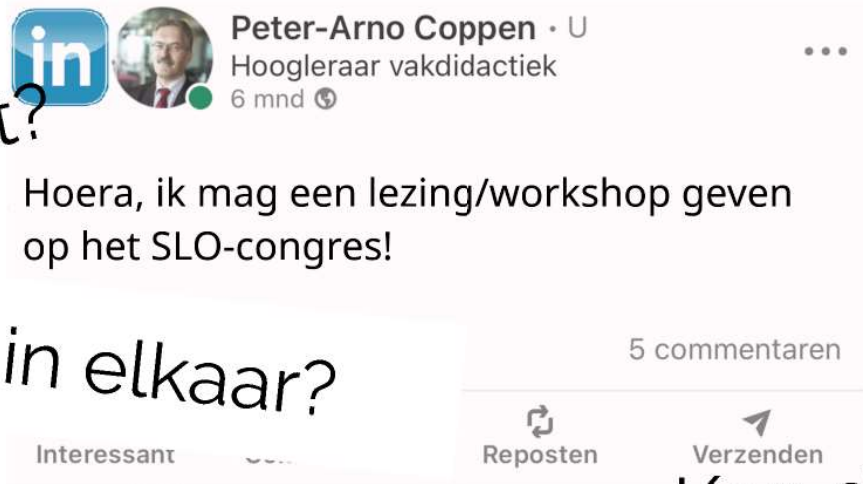 in
Peter-Arno Coppen · U
Hoogleraar vakdidactiek
6 mnd
t?
Hoera, ik mag een lezing/workshop geven
op het SLO-congres!
in elkaar?
5 commentaren
Interessant
Reposten
Verzenden